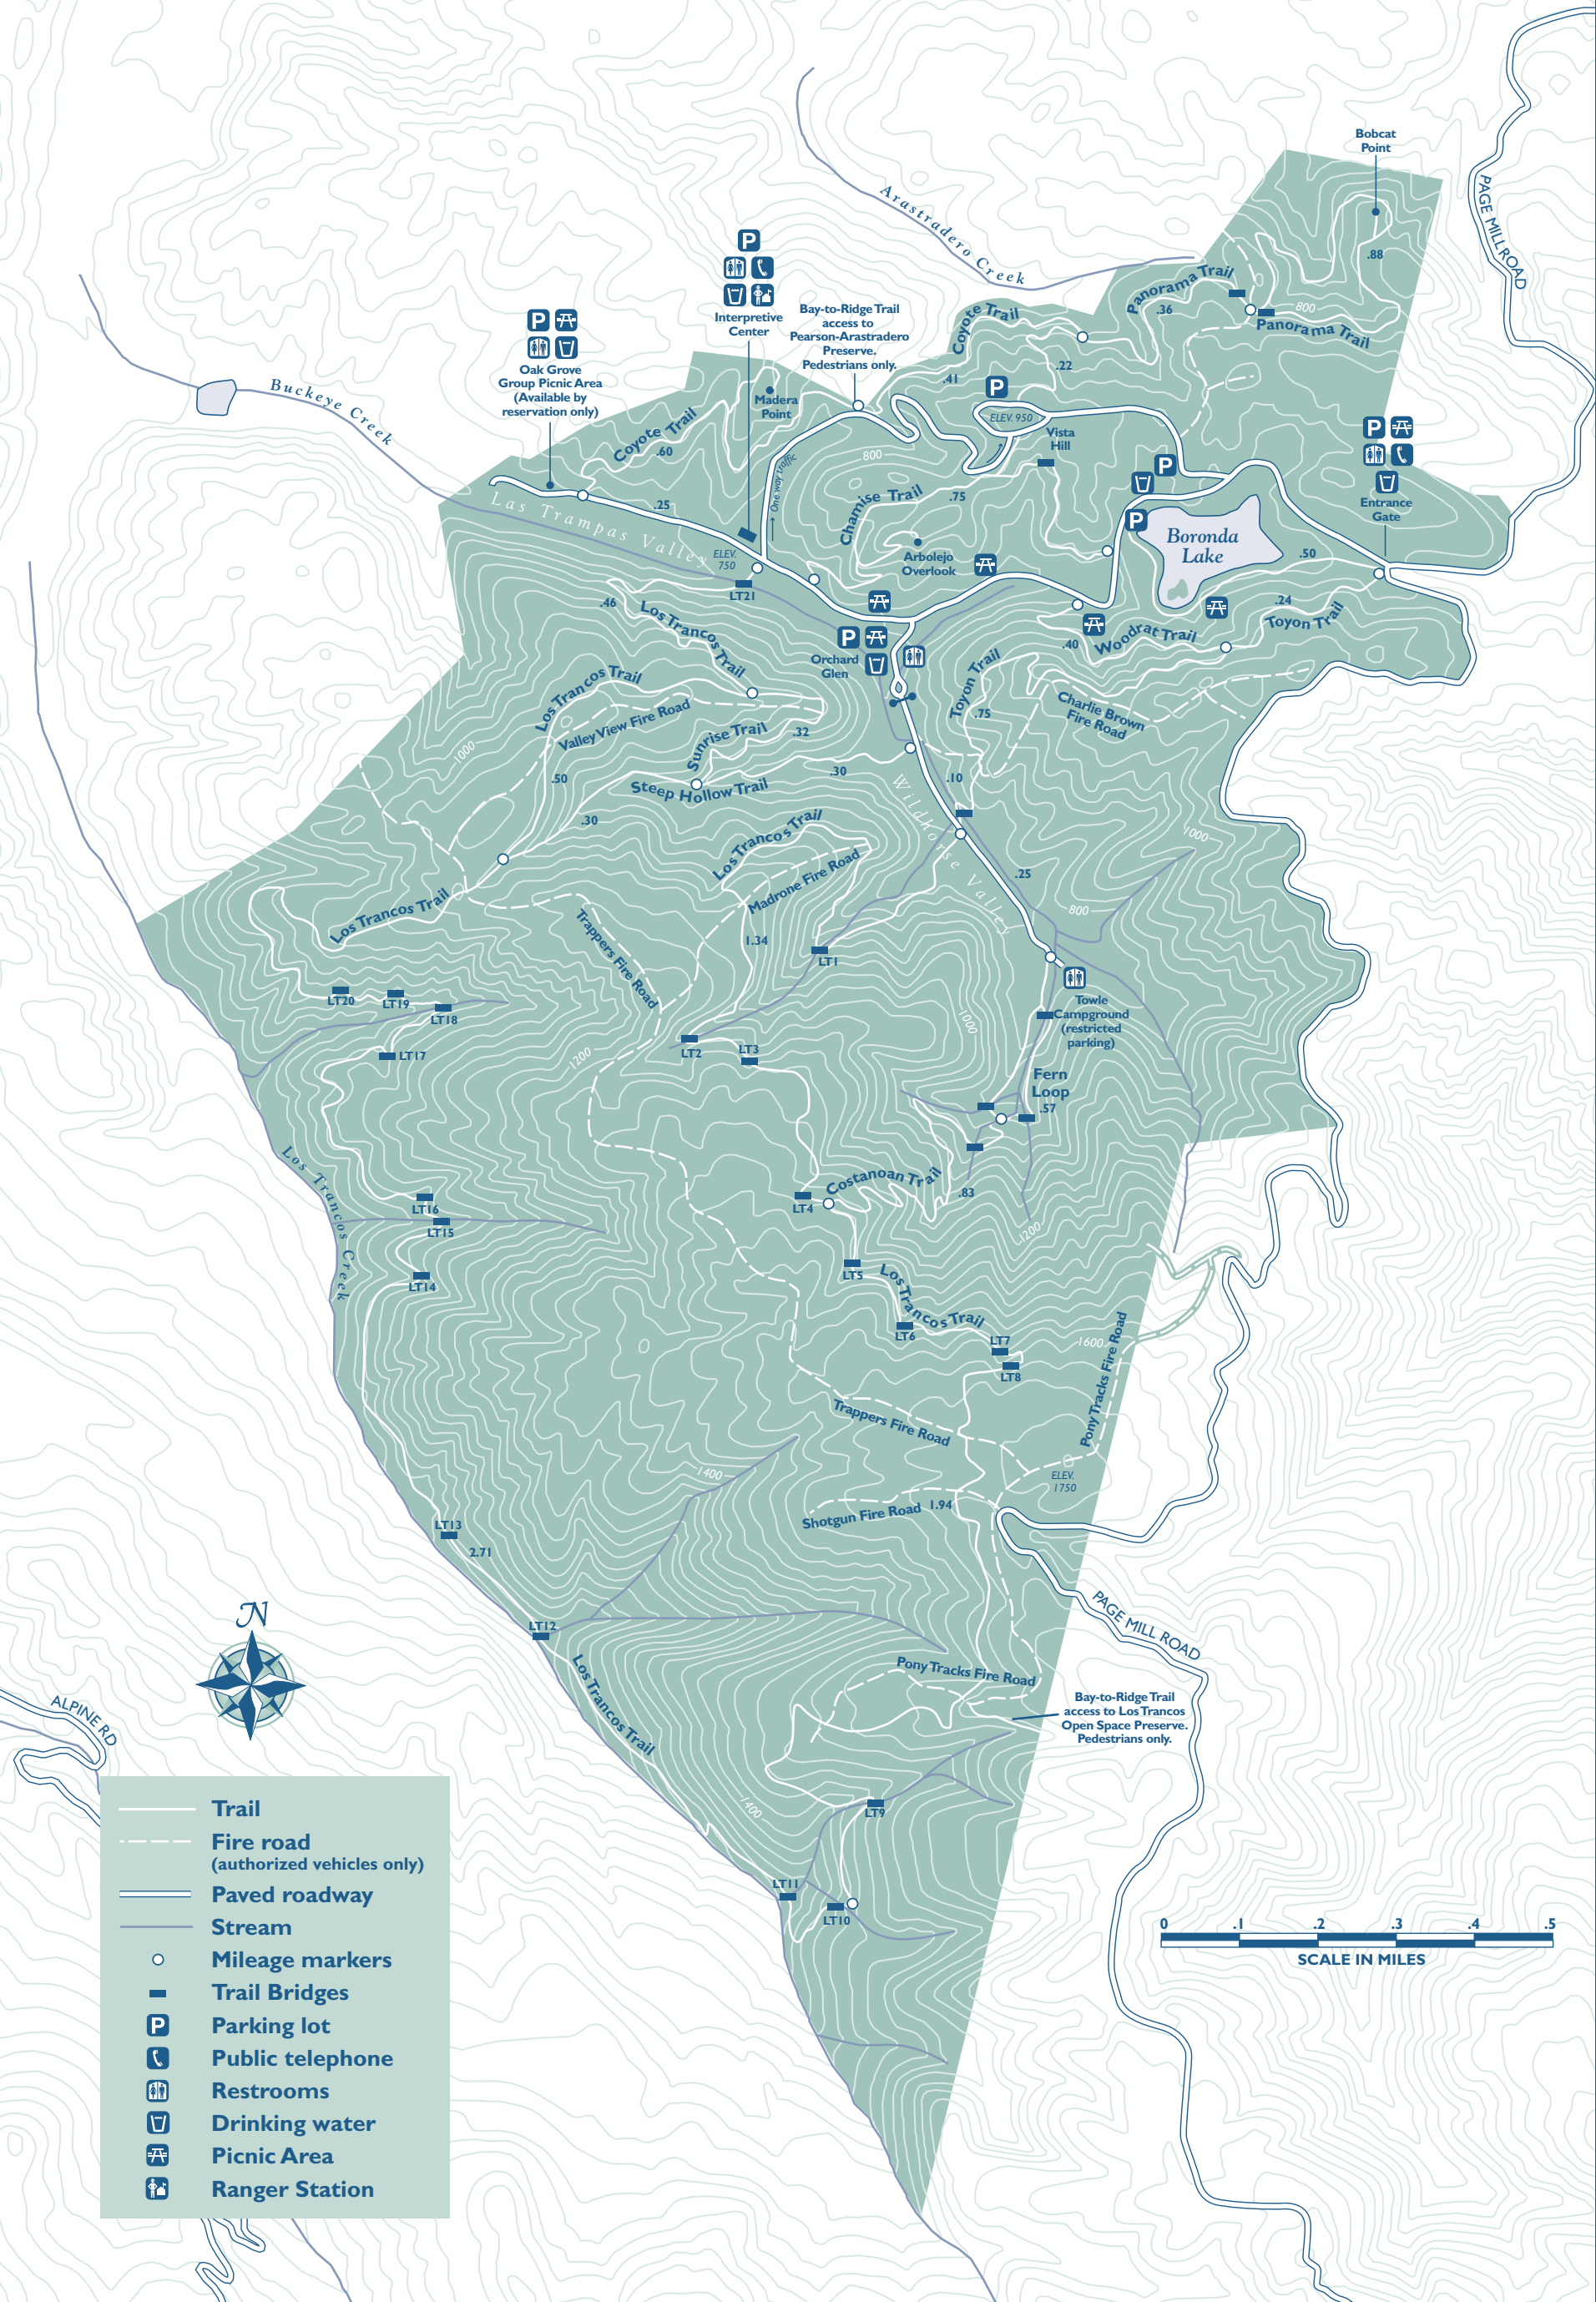 Bobcat
Point
PAGE MILL ROAD
Arastradero Creek
.88
P
Interpretive
Center
Panorama Trail
.36
800
Panorama Trail
Bay-to-Ridge Trail
access to
Pearson-Arastradero
Preserve.
Pedestrians only.
Coyote Trail
.22
.41
P
Oak Grove
Group Picnic Area
(Available by
reservation only)
Buckeye Creek
Madera
Point
P
ELEV. 950
Vista
Hill
Coyote Trail
.60
800
One way traffic
P
P
Entrance
Gate
.25
Las Trampas Valley
Chamise Trail
.75
P
Boronda
Lake
ELEV.
750
Arbolejo
Overlook
.50
LT21
.46
Los Trancos Trail
.24
Toyon Trail
P
Orchard
Glen
.40
Woodrat Trail
Los Trancos Trail
Toyon Trail
.75
Charlie Brown
Fire Road
Valley View Fire Road
Sunrise Trail
.32
1000
.50
Steep Hollow Trail
.30
.10
Wildhorse Valley
.30
Los Trancos Trail
1000
Madrone Fire Road
.25
Los Trancos Trail
Trappers Fire Road
800
1.34
LT1
LT20
LT19
LT18
Towle
Campground
(restricted
parking)
1000
LT17
1200
LT2
LT3
Fern
Loop
.57
Los Trancos Creek
Costanoan Trail
.83
LT4
LT16
LT15
1200
LT14
LT5
Los Trancos Trail
LT6
LT7
LT8
1600
Pony Tracks Fire Road
Trappers Fire Road
1400
ELEV.
1750
Shotgun Fire Road
1.94
LT13
2.71
PAGE MILL ROAD
N
LT12
Los Trancos Trail
Pony Tracks Fire Road
Bay-to-Ridge Trail
access to Los Trancos
Open Space Preserve.
Pedestrians only.
ALPINE RD
1400
LT9
LT11
LT10
Trail
Fire road
(authorized vehicles only)
Paved roadway
Stream
Mileage markers
Trail Bridges
P
Parking lot
Public telephone
Restrooms
Drinking water
Picnic Area
Ranger Station
0 .1 .2 .3 .4 .5
SCALE IN MILES